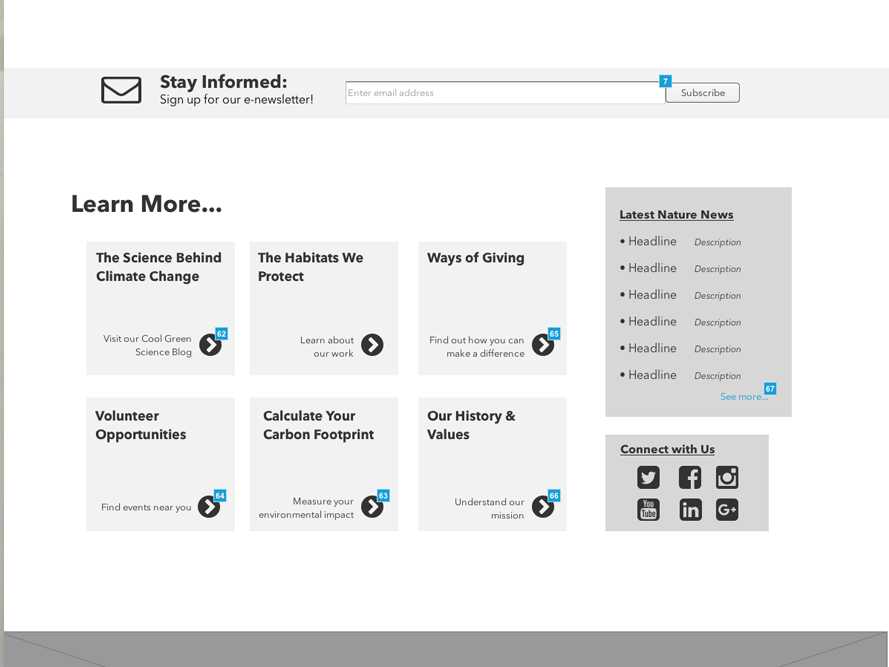 Stay Informed:
Sign up for our e-newsletter!
Enter email address
7
Subscribe
Learn More...
The Science Behind
Climate Change
Visit our Cool Green
Science Blog
62
The Habitats We
Protect
Learn about
our work
Ways of Giving
Find out how you can
make a difference
65
Volunteer
Opportunities
Find events near you
64
Calculate Your
Carbon Footprint
Measure your
environmental impact
63
Our History &
Values
Understand our
mission
66
Latest Nature News
• Headline Description
• Headline Description
• Headline Description
• Headline Description
• Headline Description
• Headline Description
See more...
67
Connect with Us
You
Tube
in
G+